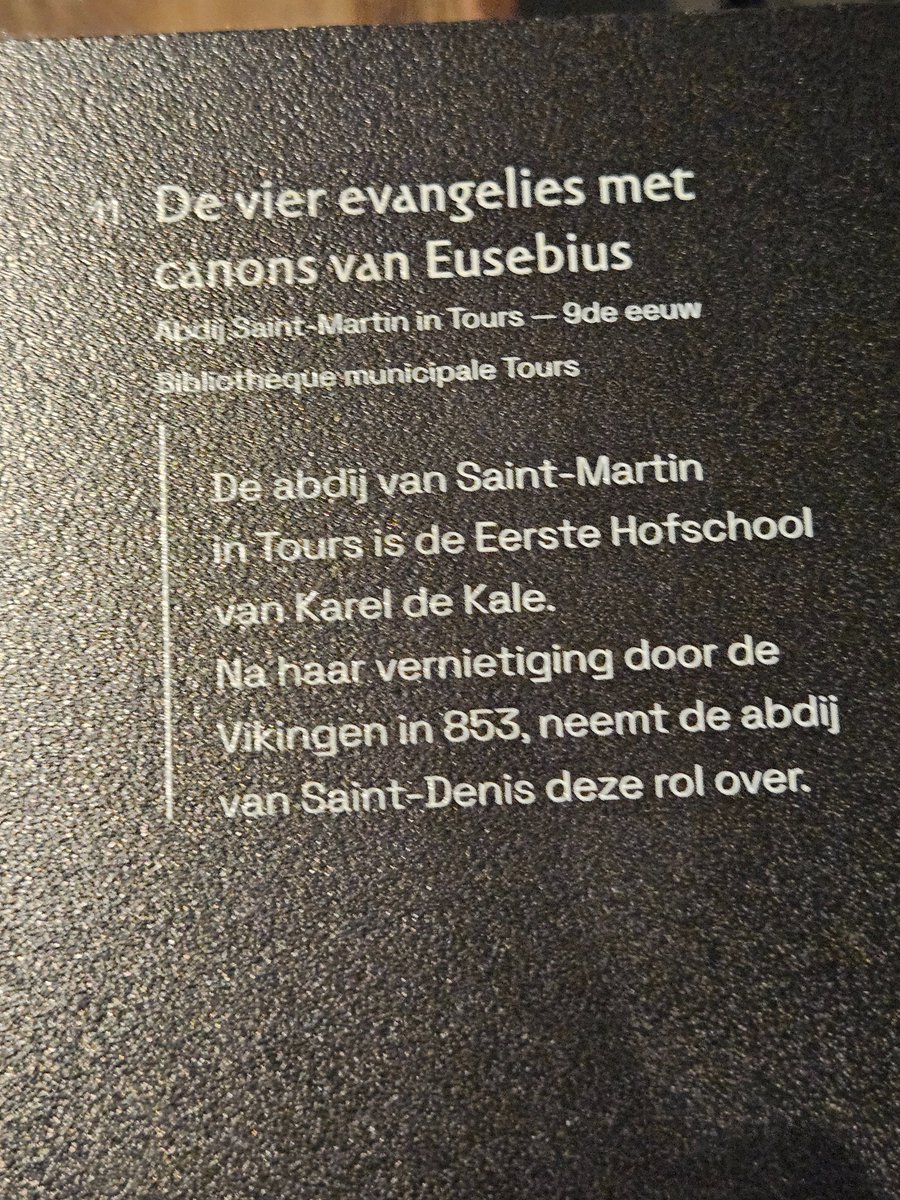 11 De vier evangelies met
canons van Eusebius
Abdij Saint-Martin in Tours — 9de eeuw
Bibliothèque municipale Tours
De abdij van Saint-Martin
in Tours is de Eerste Hofschool
van Karel de Kale.
Na haar vernietiging door de
Vikingen in 853, neemt de abdij
van Saint-Denis deze rol over.